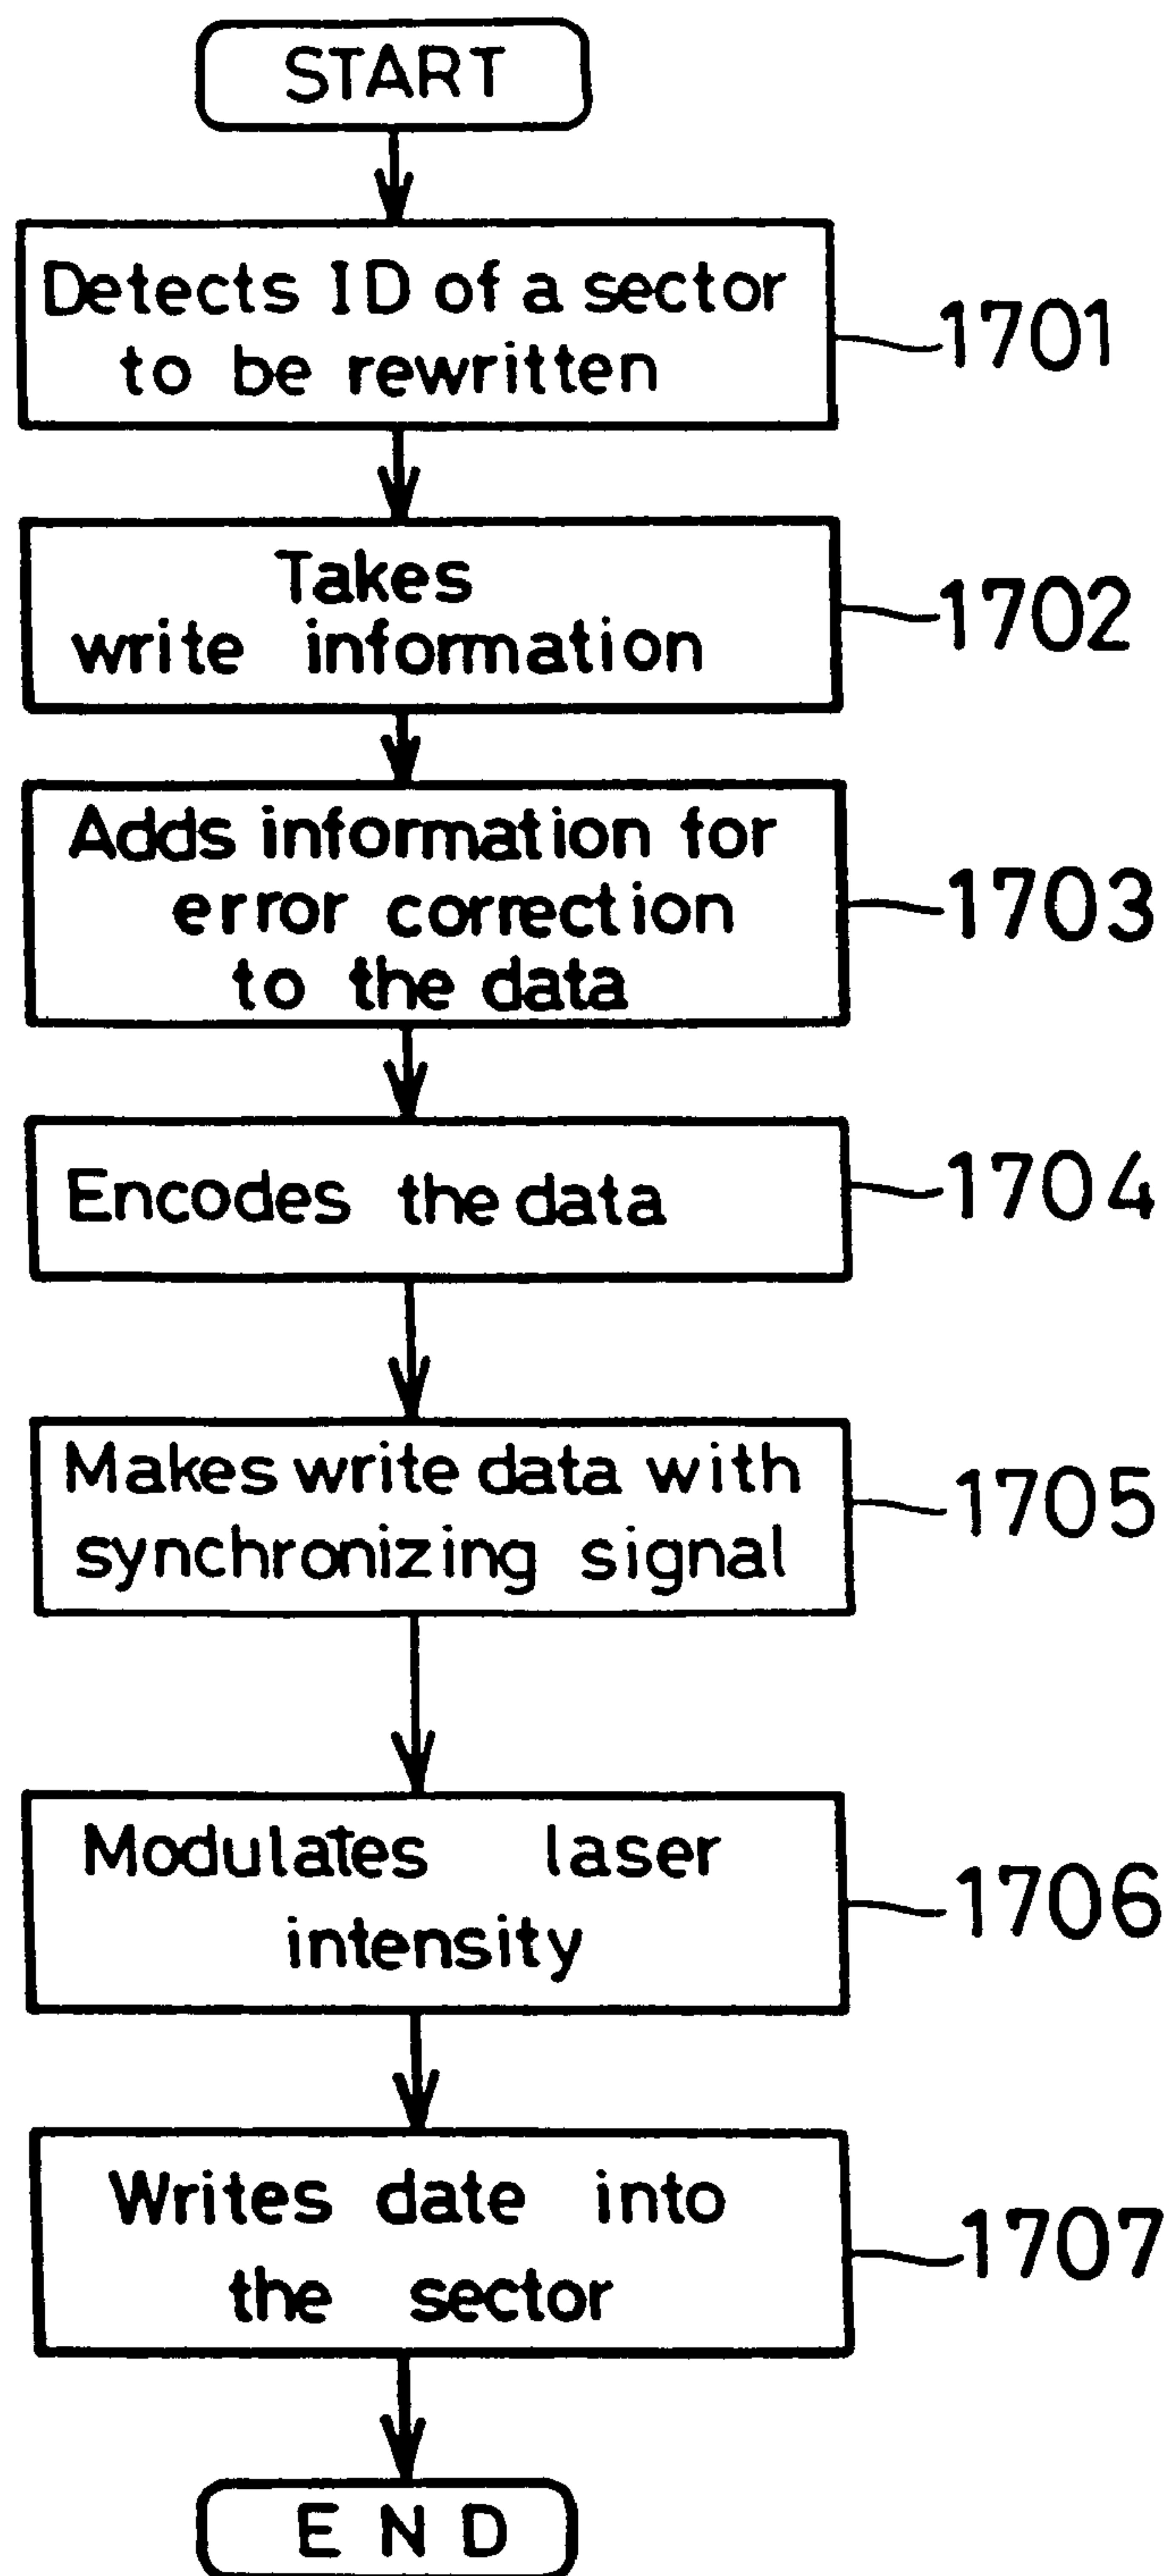 START
Detects ID of a sector
to be rewritten
1701
Takes
write information
1702
Adds information for
error correction
to the data
1703
Encodes the data
1704
Makes write data with
synchronizing signal
1705
Modulates laser
intensity
1706
Writes date into
the sector
1707
END